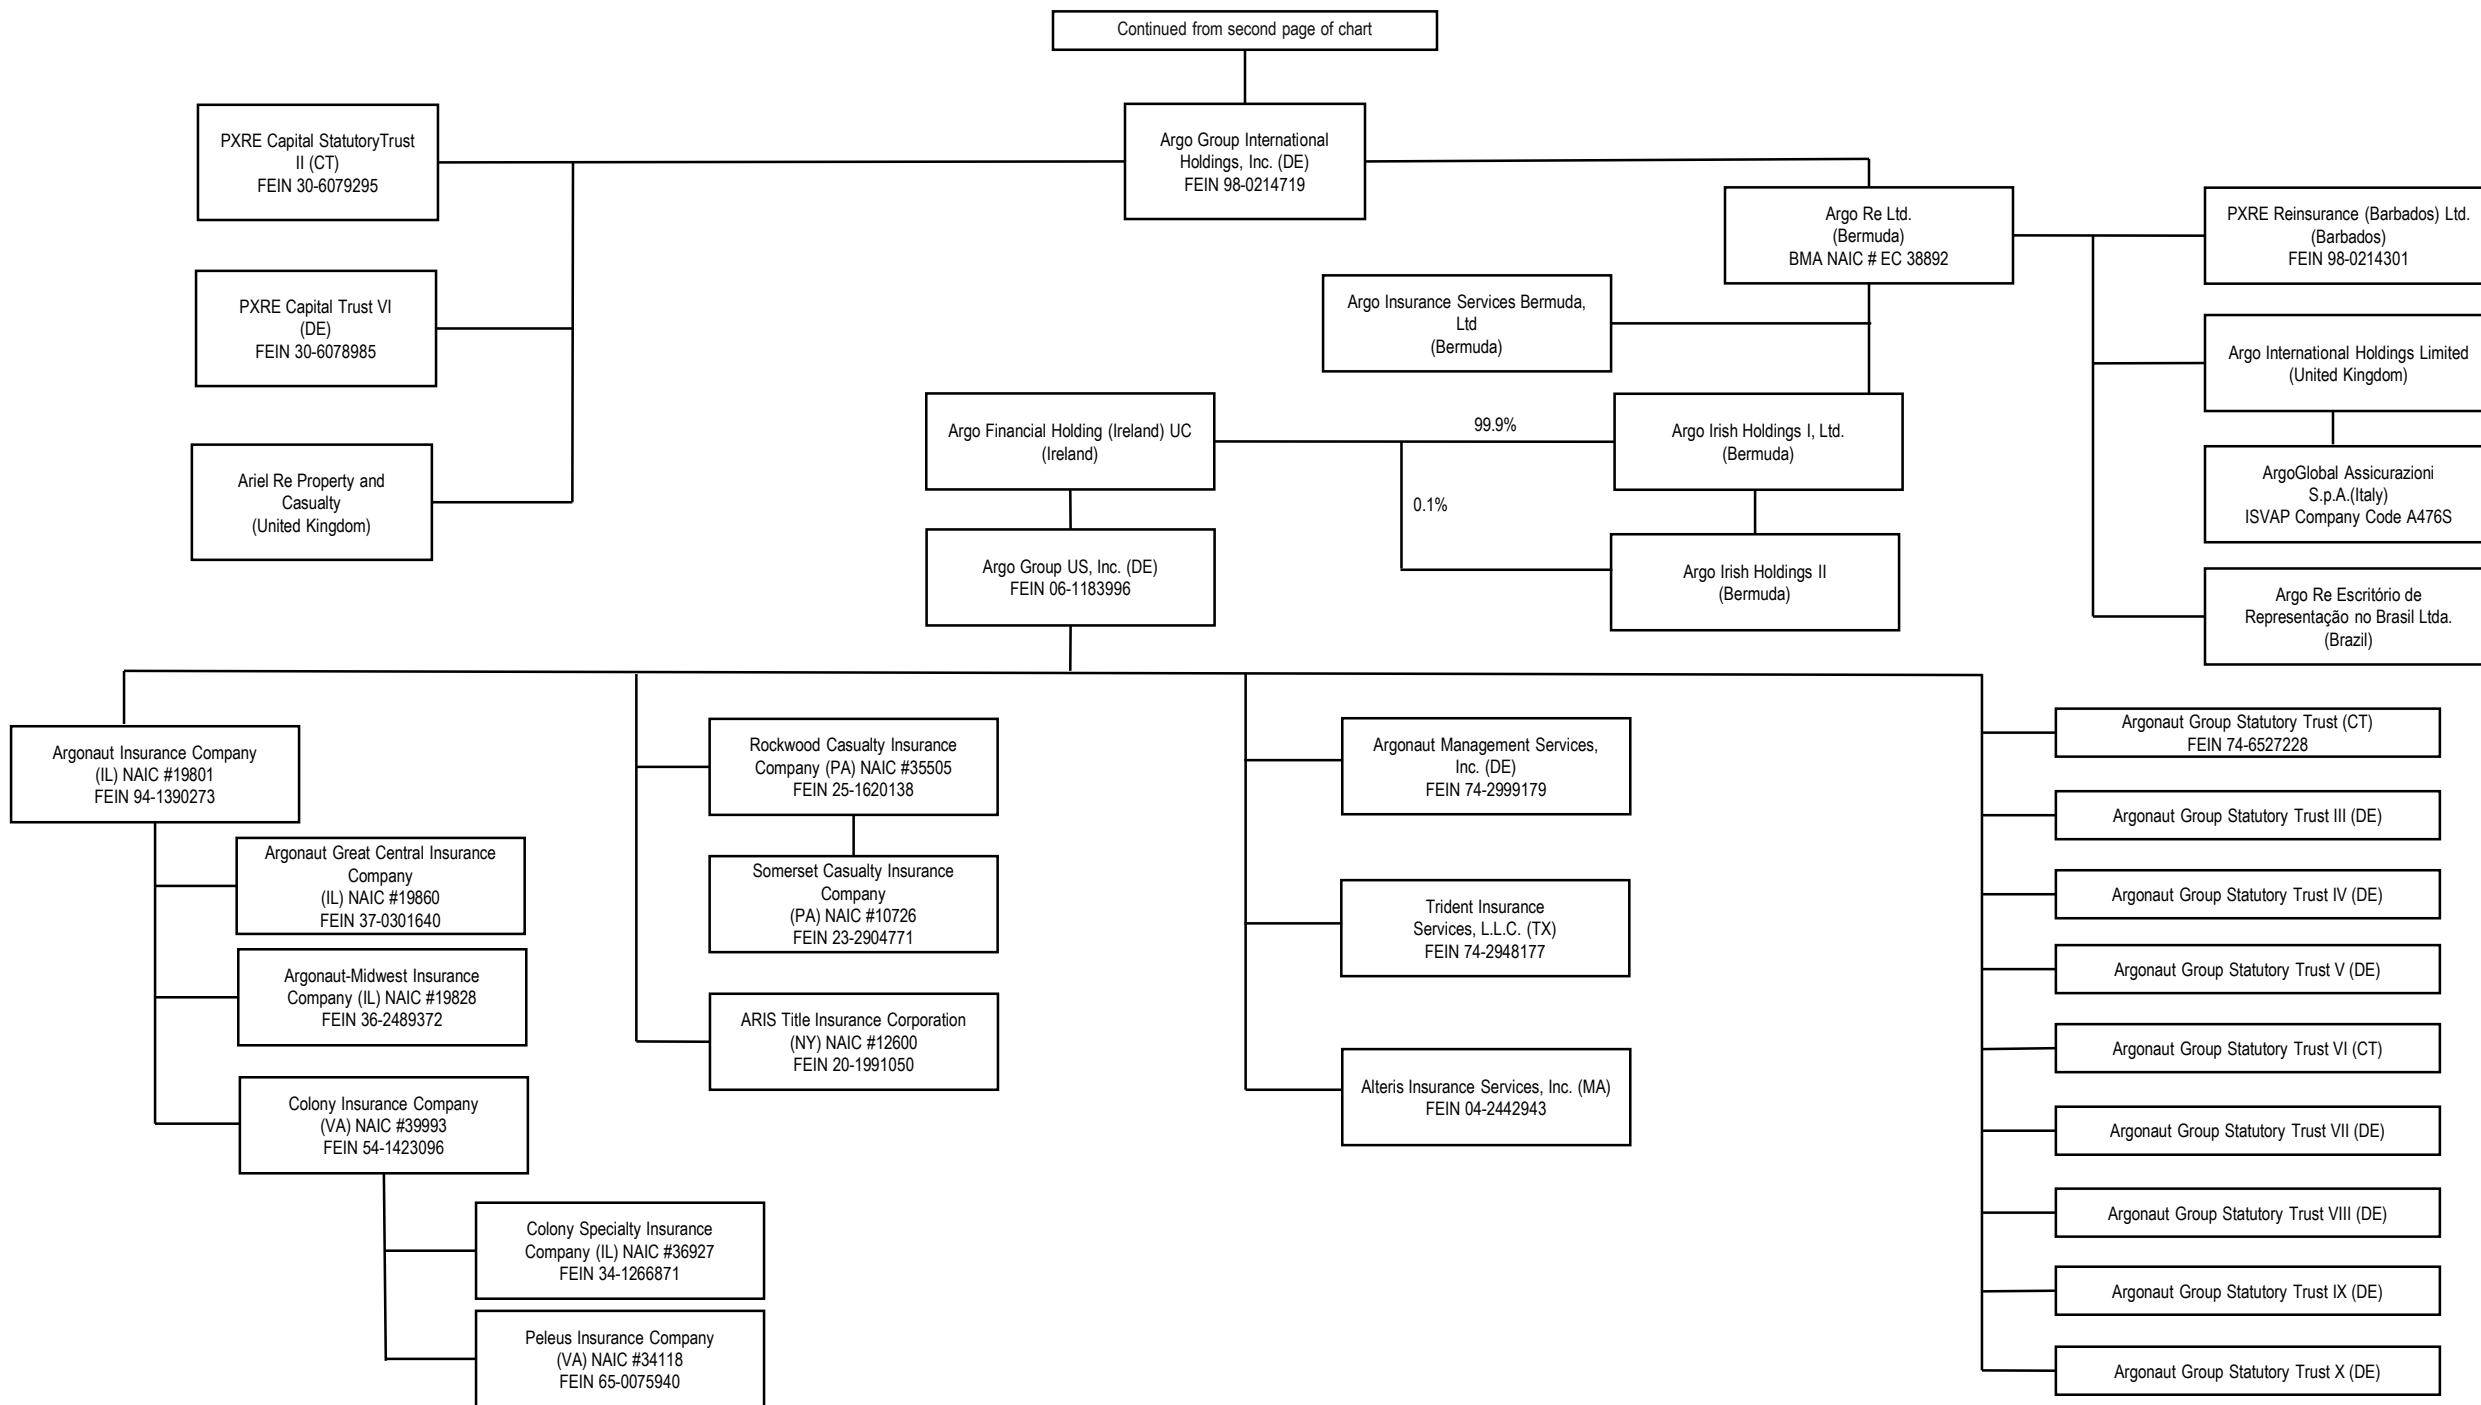 Continued from second page of chart
PXRE Capital StatutoryTrust
II (CT)
FEIN 30-6079295
Argo Group International
Holdings, Inc. (DE)
FEIN 98-0214719
Argo Re Ltd.
(Bermuda)
BMA NAIC # EC 38892
PXRE Reinsurance (Barbados) Ltd.
(Barbados)
FEIN 98-0214301
PXRE Capital Trust VI
(DE)
FEIN 30-6078985
Argo Insurance Services Bermuda,
Ltd
(Bermuda)
Argo International Holdings Limited
(United Kingdom)
Argo Financial Holding (Ireland) UC
(Ireland)
99.9%
Argo Irish Holdings I, Ltd.
(Bermuda)
0.1%
Ariel Re Property and
Casualty
(United Kingdom)
ArgoGlobal Assicurazioni
S.p.A.(Italy)
ISVAP Company Code A476S
Argo Group US, Inc. (DE)
FEIN 06-1183996
Argo Irish Holdings II
(Bermuda)
Argo Re Escritório de
Representação no Brasil Ltda.
(Brazil)
Argonaut Insurance Company
(IL) NAIC #19801
FEIN 94-1390273
Argonaut Great Central Insurance
Company
(IL) NAIC #19860
FEIN 37-0301640
Argonaut-Midwest Insurance
Company (IL) NAIC #19828
FEIN 36-2489372
Colony Insurance Company
(VA) NAIC #39993
FEIN 54-1423096
Colony Specialty Insurance
Company (IL) NAIC #36927
FEIN 34-1266871
Peleus Insurance Company
(VA) NAIC #34118
FEIN 65-0075940
Rockwood Casualty Insurance
Company (PA) NAIC #35505
FEIN 25-1620138
Somerset Casualty Insurance
Company
(PA) NAIC #10726
FEIN 23-2904771
ARIS Title Insurance Corporation
(NY) NAIC #12600
FEIN 20-1991050
Argonaut Management Services,
Inc. (DE)
FEIN 74-2999179
Trident Insurance
Services, L.L.C. (TX)
FEIN 74-2948177
Alteris Insurance Services, Inc. (MA)
FEIN 04-2442943
Argonaut Group Statutory Trust (CT)
FEIN 74-6527228
Argonaut Group Statutory Trust III (DE)
Argonaut Group Statutory Trust IV (DE)
Argonaut Group Statutory Trust V (DE)
Argonaut Group Statutory Trust VI (CT)
Argonaut Group Statutory Trust VII (DE)
Argonaut Group Statutory Trust VIII (DE)
Argonaut Group Statutory Trust IX (DE)
Argonaut Group Statutory Trust X (DE)